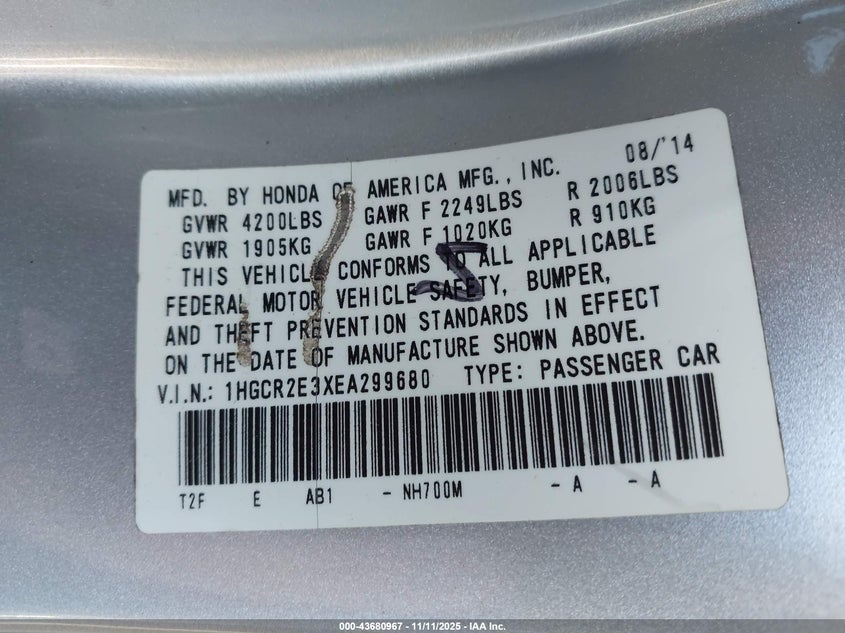 08/'14
MFD. BY HONDA OF AMERICA MFG., INC.
GVWR 4200LBS GAWR F 2249LBS R 2006LBS
GVWR 1905KG GAWR F 1020KG R 910KG
THIS VEHICLE CONFORMS TO ALL APPLICABLE
FEDERAL MOTOR VEHICLE SAFETY, BUMPER,
AND THEFT PREVENTION STANDARDS IN EFFECT
ON THE DATE OF MANUFACTURE SHOWN ABOVE.
V.I.N.: 1HGCR2E3XEA299680 TYPE: PASSENGER CAR
T2F E AB1 - NH700M - A - A
000-43680967 - 11/11/2025 - IAA Inc.